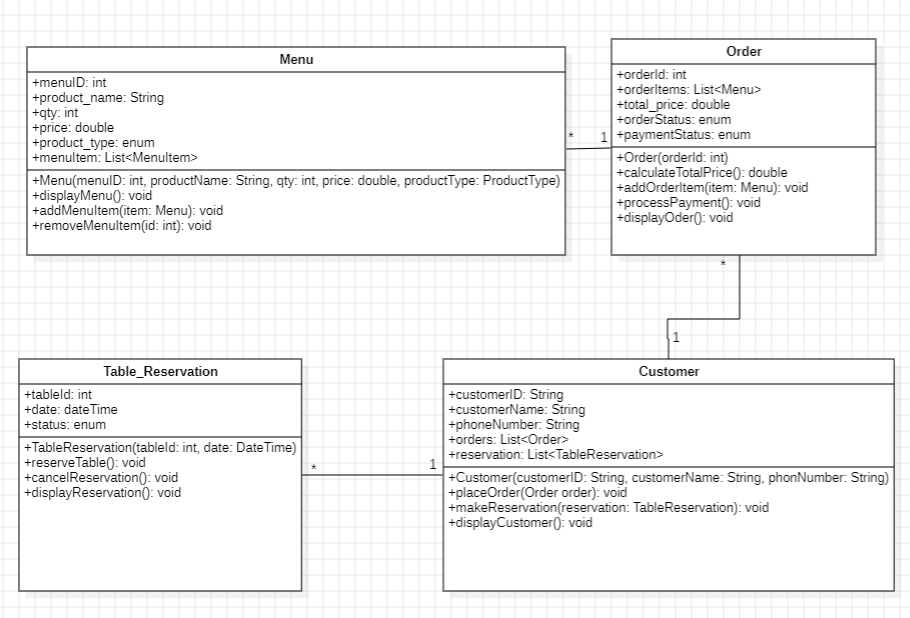 Menu
+menuID: int
+product_name: String
+qty: int
+price: double
+product_type: enum
+menuItem: List<MenuItem>
+Menu(menuID: int, productName: String, qty: int, price: double, productType: ProductType)
+displayMenu(): void
+addMenuItem(item: Menu): void
+removeMenuItem(id: int): void
* 1
Order
+orderId: int
+orderItems: List<Menu>
+total_price: double
+orderStatus: enum
+paymentStatus: enum
+Order(orderId: int)
+calculateTotalPrice(): double
+addOrderItem(item: Menu): void
+processPayment(): void
+displayOder(): void
*
1
Table_Reservation
+tableId: int
+date: dateTime
+status: enum
+TableReservation(tableId: int, date: DateTime)
+reserveTable(): void
+cancelReservation(): void
+displayReservation(): void
* 1
Customer
+customerID: String
+customerName: String
+phoneNumber: String
+orders: List<Order>
+reservation: List<TableReservation>
+Customer(customerID: String, customerName: String, phonNumber: String)
+placeOrder(Order order): void
+makeReservation(reservation: TableReservation): void
+displayCustomer(): void